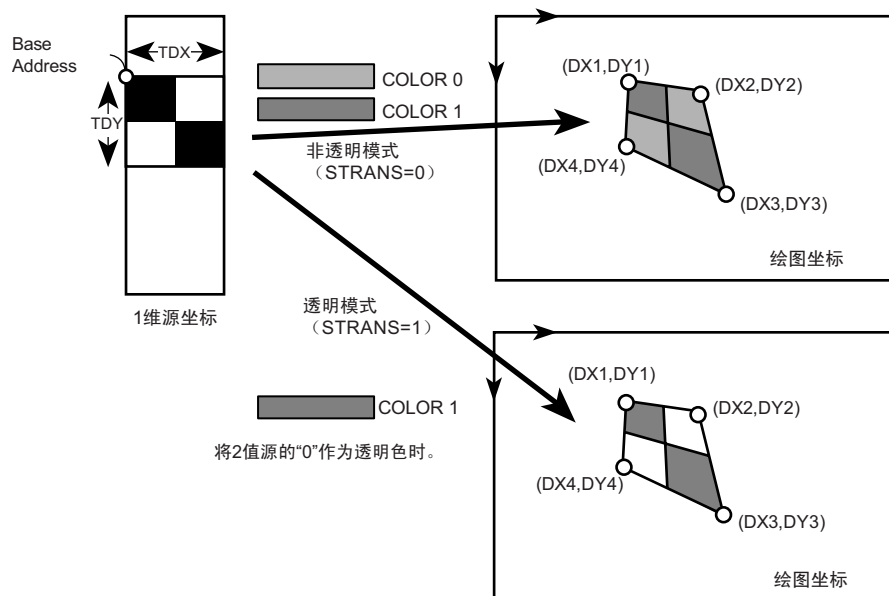 Base
Address
TDX
TDY
COLOR 0
COLOR 1
非透明模式
（STRANS=0）
(DX1,DY1)
(DX2,DY2)
(DX4,DY4)
(DX3,DY3)
绘图坐标
1维源坐标
透明模式
（STRANS=1）
COLOR 1
将2值源的“0”作为透明色时。
(DX1,DY1)
(DX2,DY2)
(DX4,DY4)
(DX3,DY3)
绘图坐标